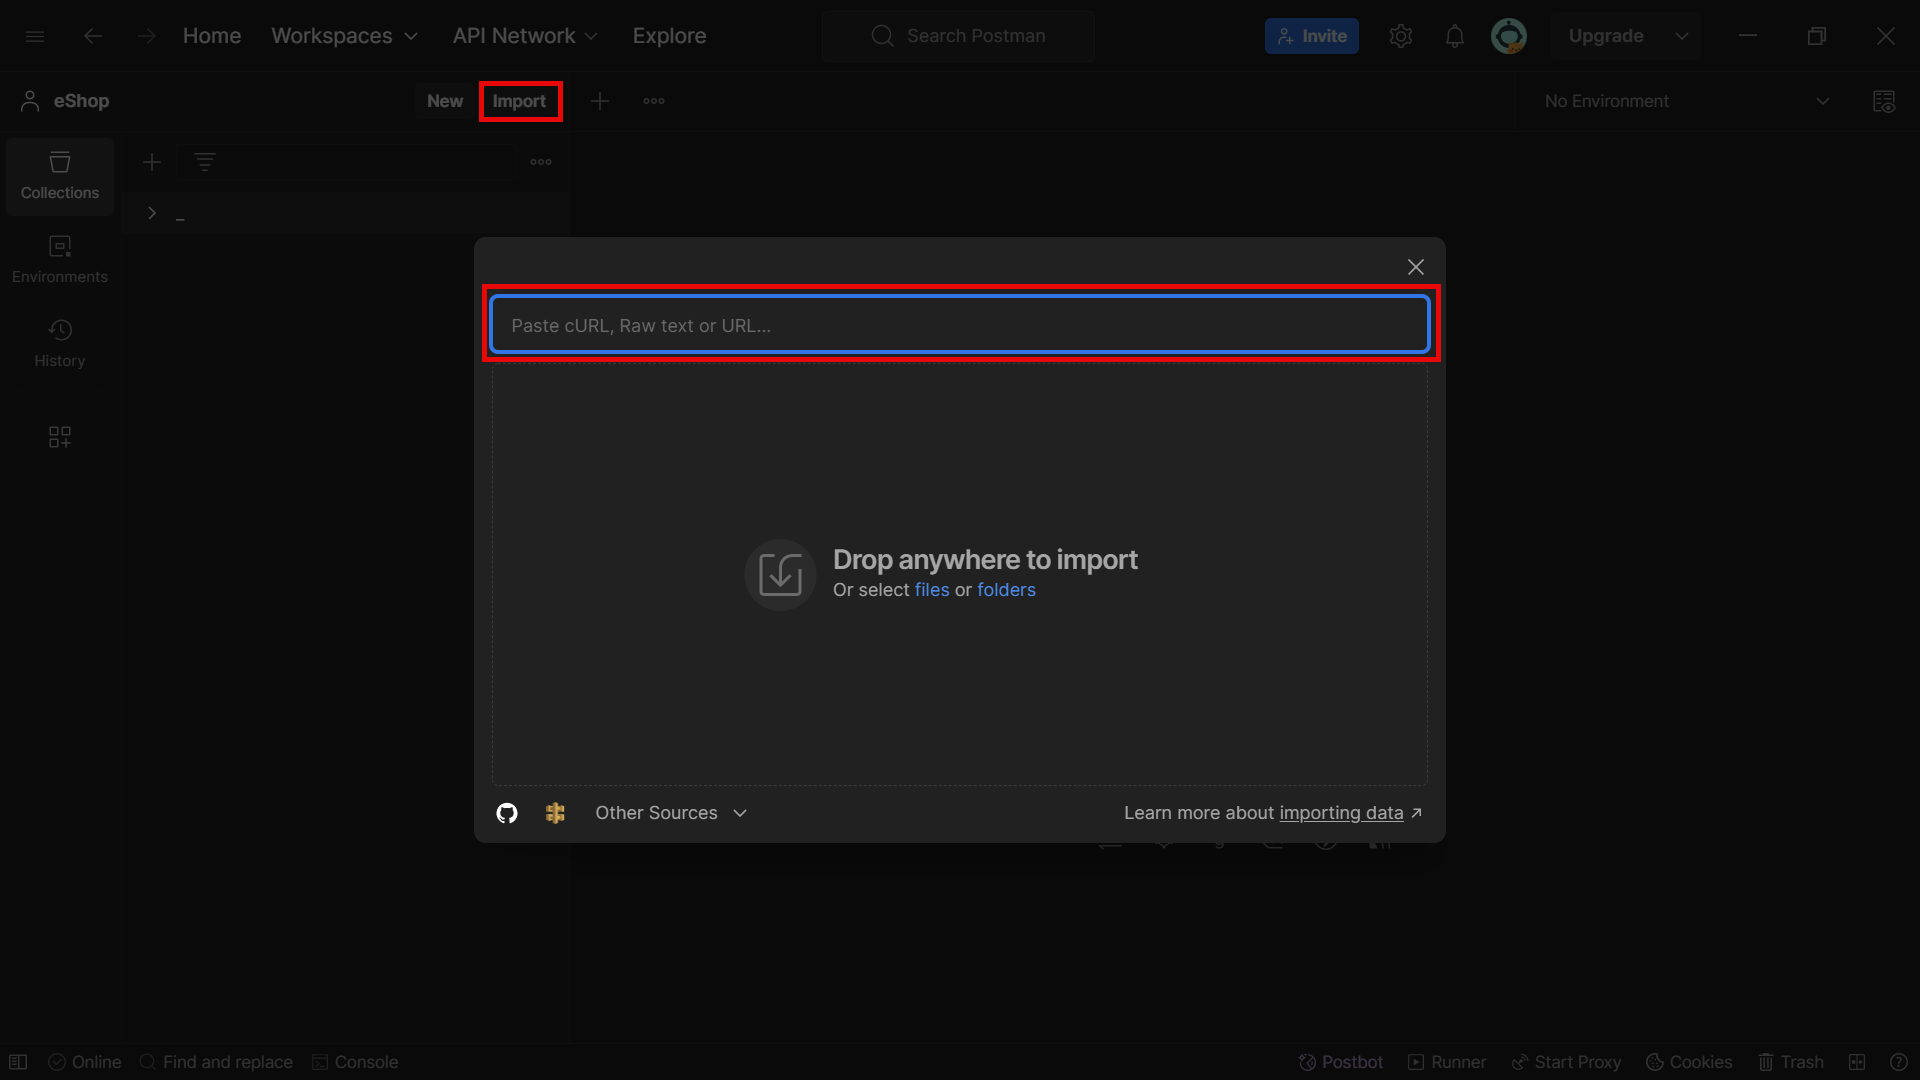 Home Workspaces API Network Explore Search Postman Invite Upgrade
eShop New Import No Environment
Collections
_
Environments
History
Paste cURL, Raw text or URL...
Drop anywhere to import
Or select files or folders
Other Sources Learn more about importing data
Online Find and replace Console Postbot Runner Start Proxy Cookies Trash